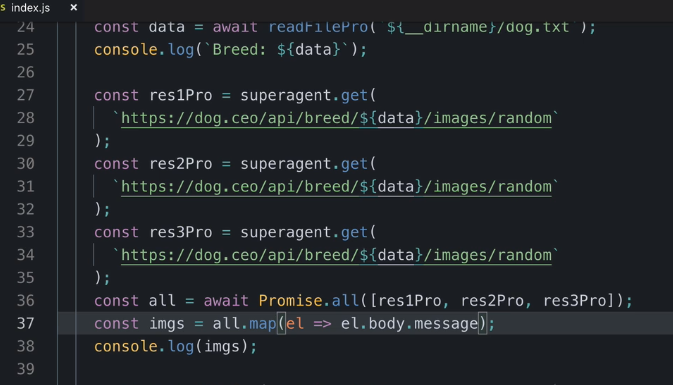 index.js
24 const data = await readFilePro(`${__dirname}/dog.txt`);
25 console.log(`Breed: ${data}`);
26
27 const res1Pro = superagent.get(
28 `https://dog.ceo/api/breed/${data}/images/random`
29 );
30 const res2Pro = superagent.get(
31 `https://dog.ceo/api/breed/${data}/images/random`
32 );
33 const res3Pro = superagent.get(
34 `https://dog.ceo/api/breed/${data}/images/random`
35 );
36 const all = await Promise.all([res1Pro, res2Pro, res3Pro]);
37 const imgs = all.map(el => el.body.message);
38 console.log(imgs);
39